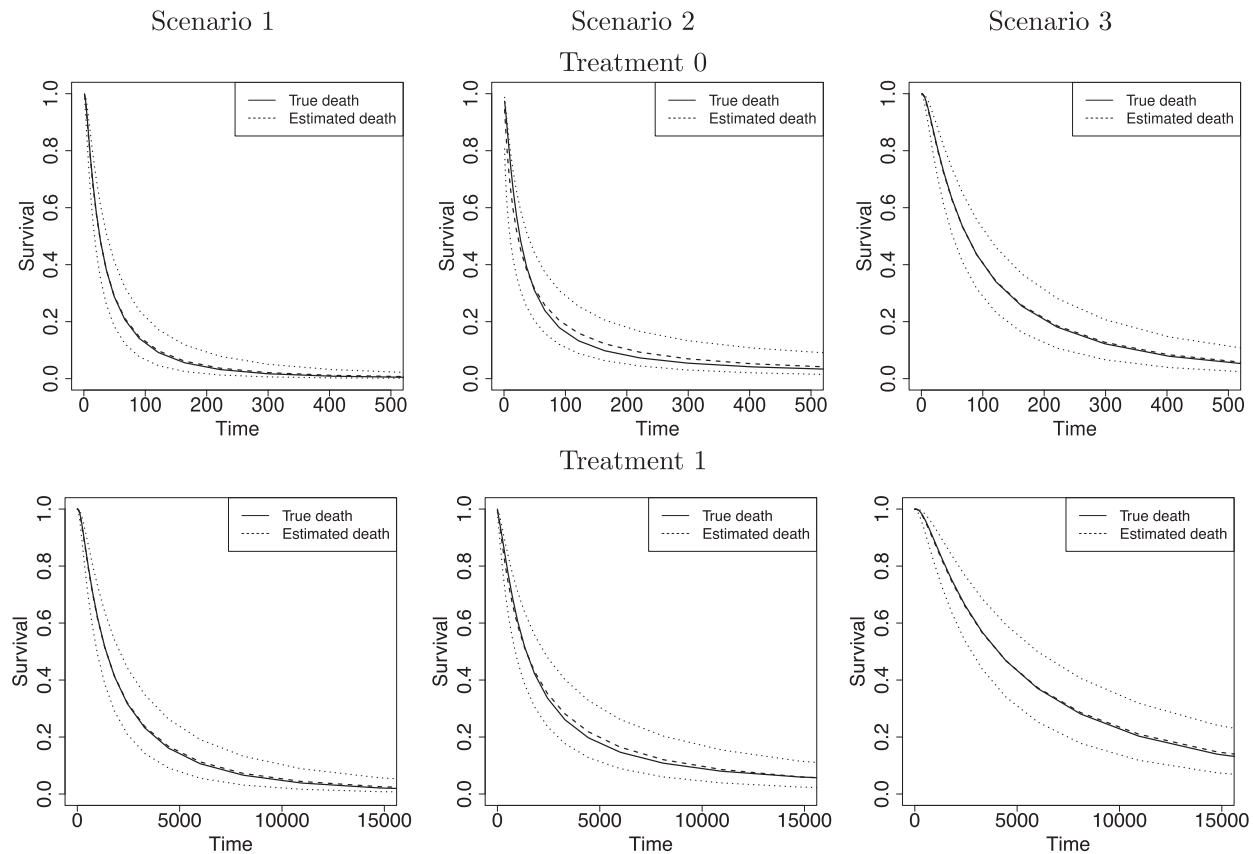 Scenario 1
Scenario 2
Scenario 3
Treatment 0
True death
Estimated death
Survival
0.0 0.2 0.4 0.6 0.8 1.0
0 100 200 300 400 500
Time
True death
Estimated death
Survival
0.0 0.2 0.4 0.6 0.8 1.0
0 100 200 300 400 500
Time
True death
Estimated death
Survival
0.0 0.2 0.4 0.6 0.8 1.0
0 100 200 300 400 500
Time
Treatment 1
True death
Estimated death
Survival
0.0 0.2 0.4 0.6 0.8 1.0
0 5000 10000 15000
Time
True death
Estimated death
Survival
0.0 0.2 0.4 0.6 0.8 1.0
0 5000 10000 15000
Time
True death
Estimated death
Survival
0.0 0.2 0.4 0.6 0.8 1.0
0 5000 10000 15000
Time